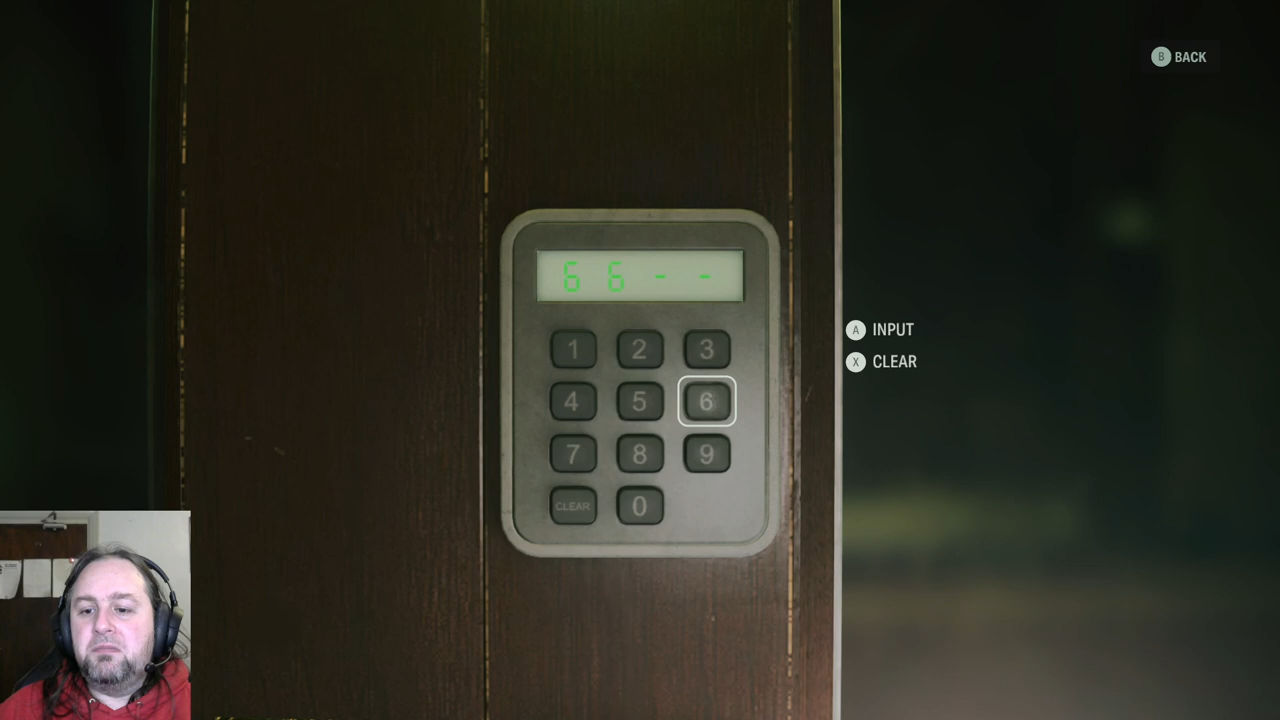 B BACK
6 6 - -
1 2 3
A INPUT
X CLEAR
4 5 6
7 8 9
CLEAR 0